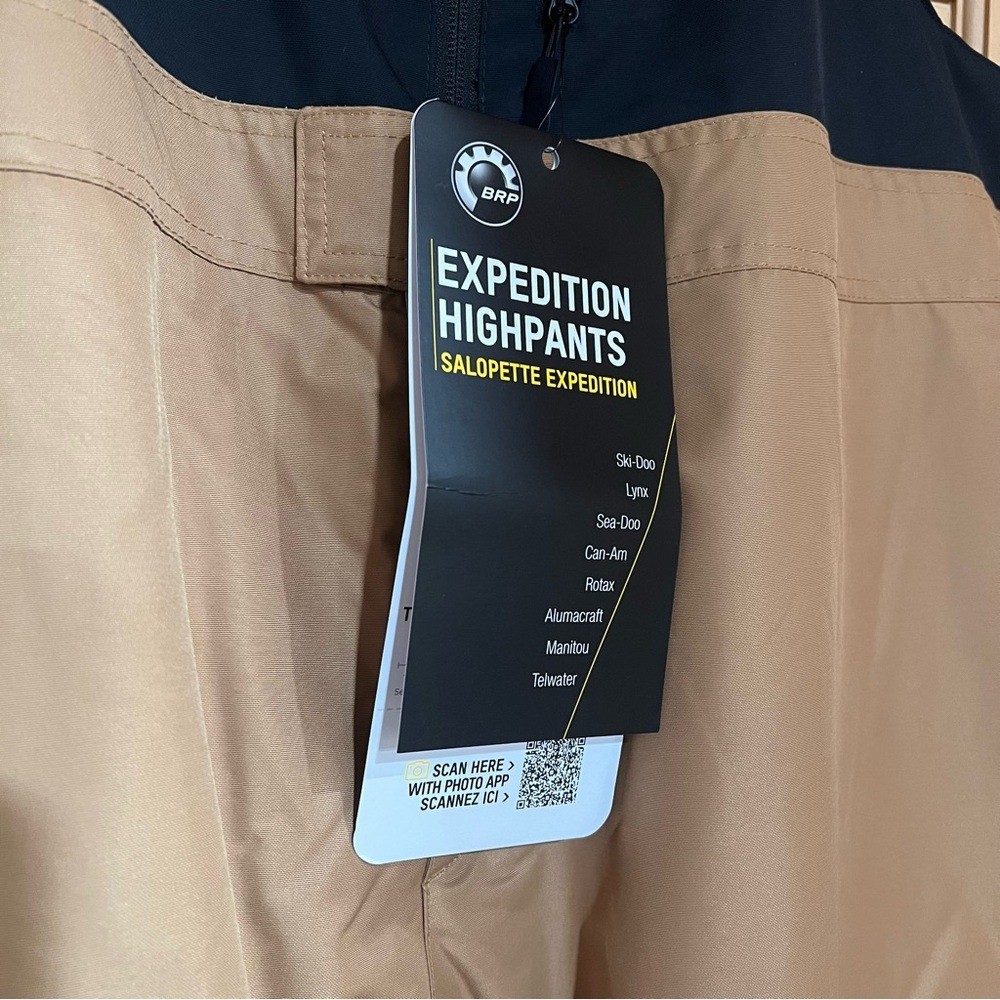 BRP
EXPEDITION
HIGHPANTS
SALOPETTE EXPEDITION
Ski-Doo
Lynx
Sea-Doo
Can-Am
Rotax
Alumacraft
Manitou
Telwater
SCAN HERE >
WITH PHOTO APP
SCANNEZ ICI >